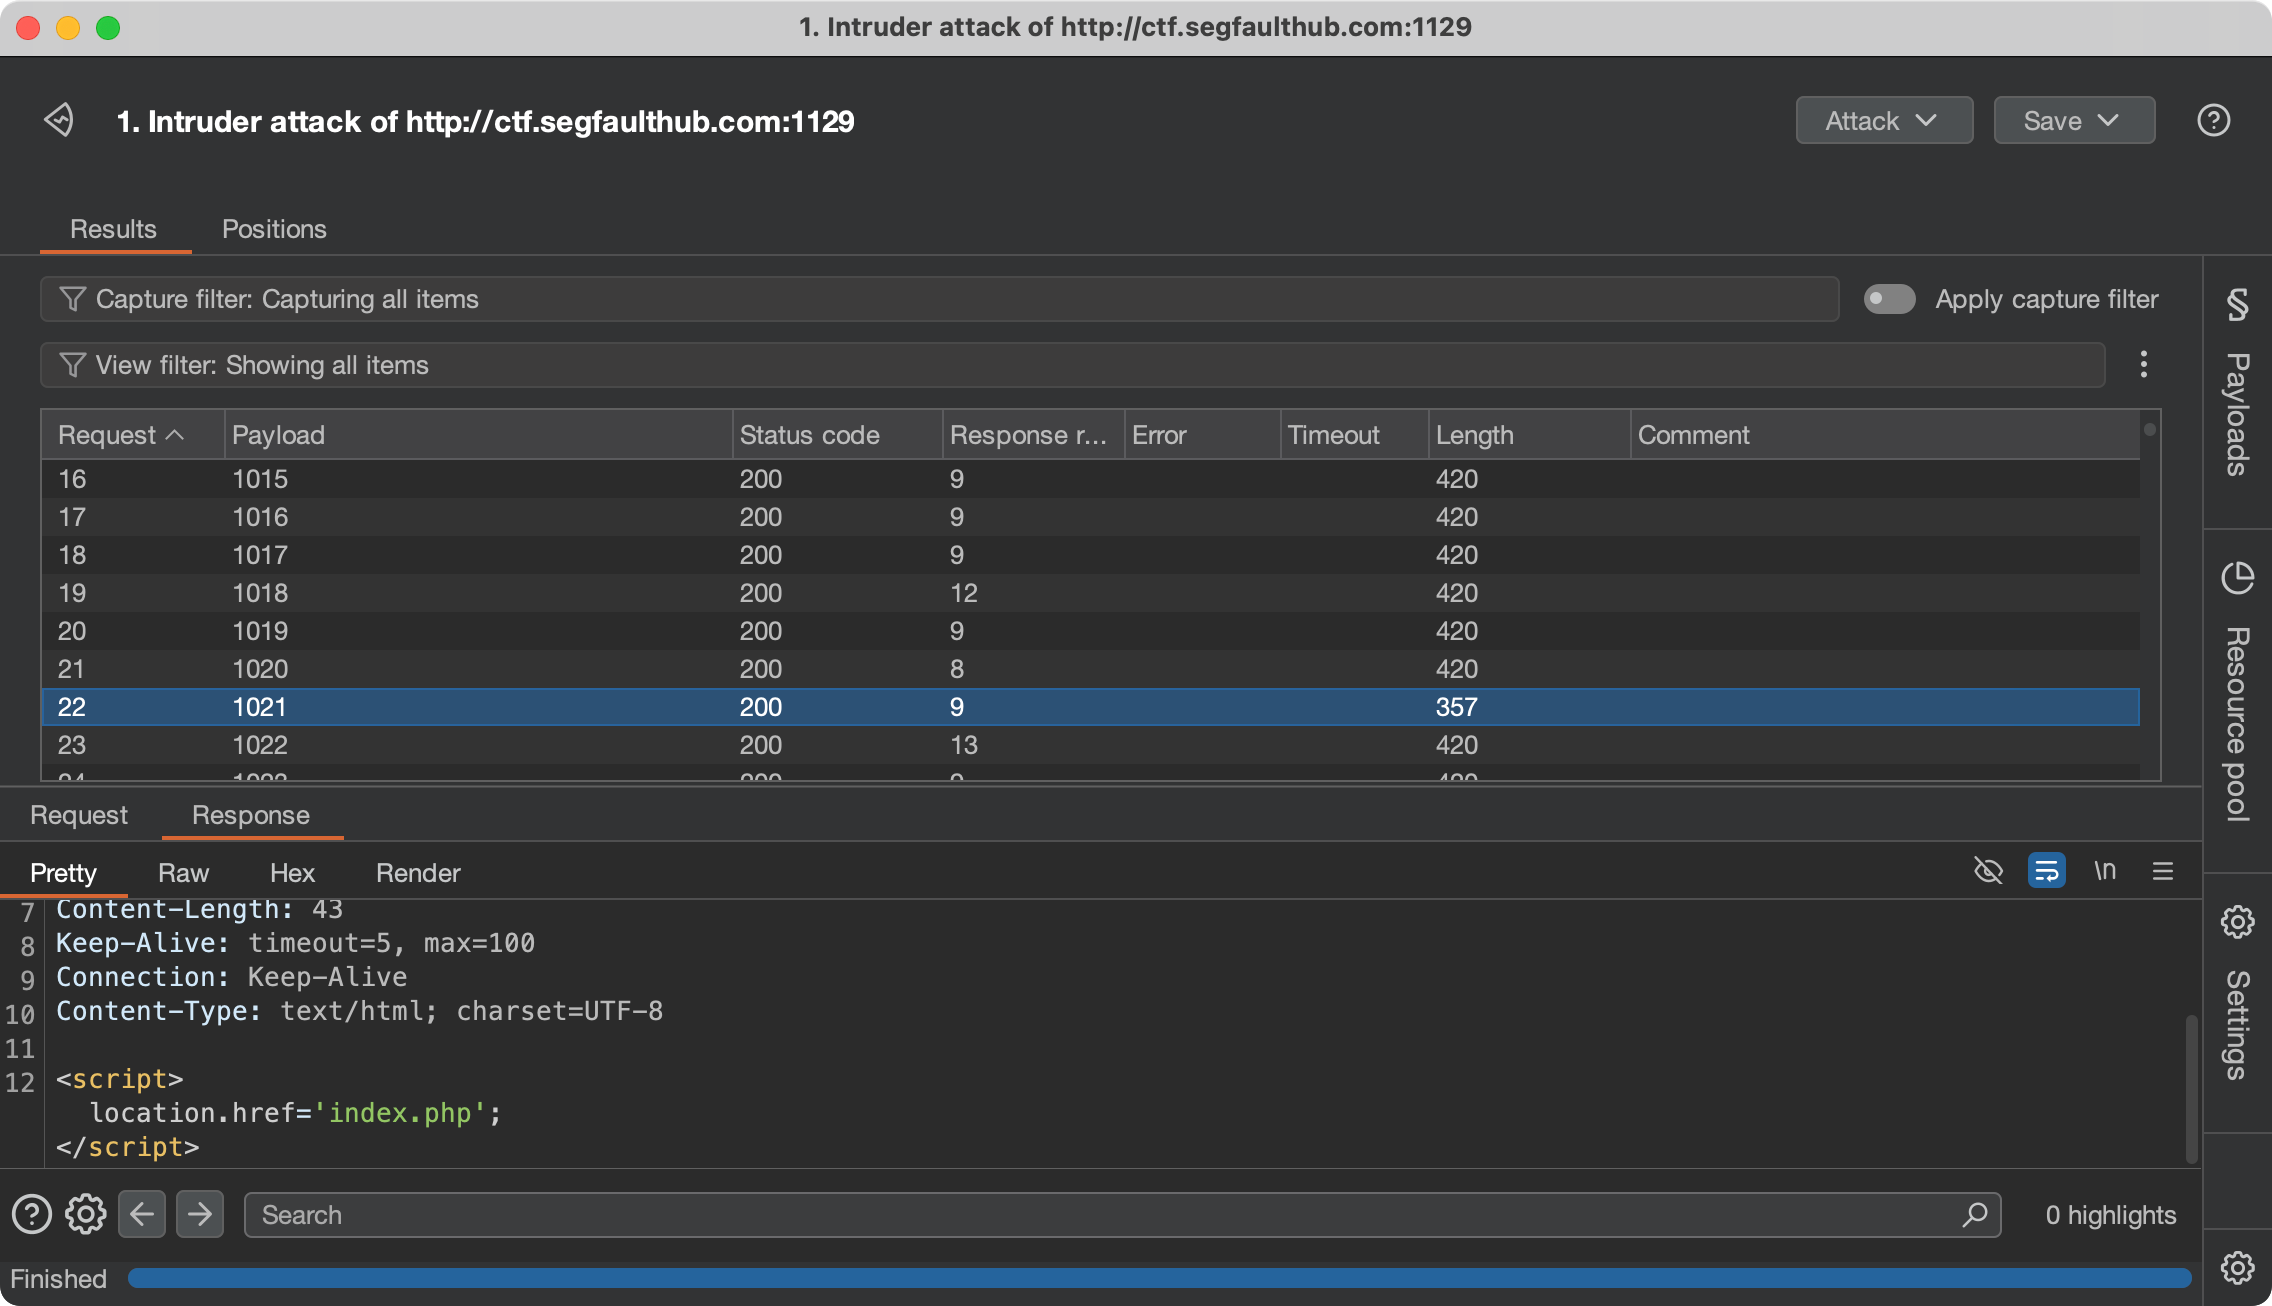 1. Intruder attack of http://ctf.segfaulthub.com:1129
1. Intruder attack of http://ctf.segfaulthub.com:1129
Attack
Save
Results Positions
Capture filter: Capturing all items
Apply capture filter
View filter: Showing all items
Request Payload Status code Response r... Error Timeout Length Comment
16 1015 200 9 420
17 1016 200 9 420
18 1017 200 9 420
19 1018 200 12 420
20 1019 200 9 420
21 1020 200 8 420
22 1021 200 9 357
23 1022 200 13 420
§
Payloads
Resource pool
Settings
Request Response
Pretty Raw Hex Render
\n
7 Content-Length: 43
8 Keep-Alive: timeout=5, max=100
9 Connection: Keep-Alive
10 Content-Type: text/html; charset=UTF-8
11
12 <script>
location.href='index.php';
</script>
Search
0 highlights
Finished